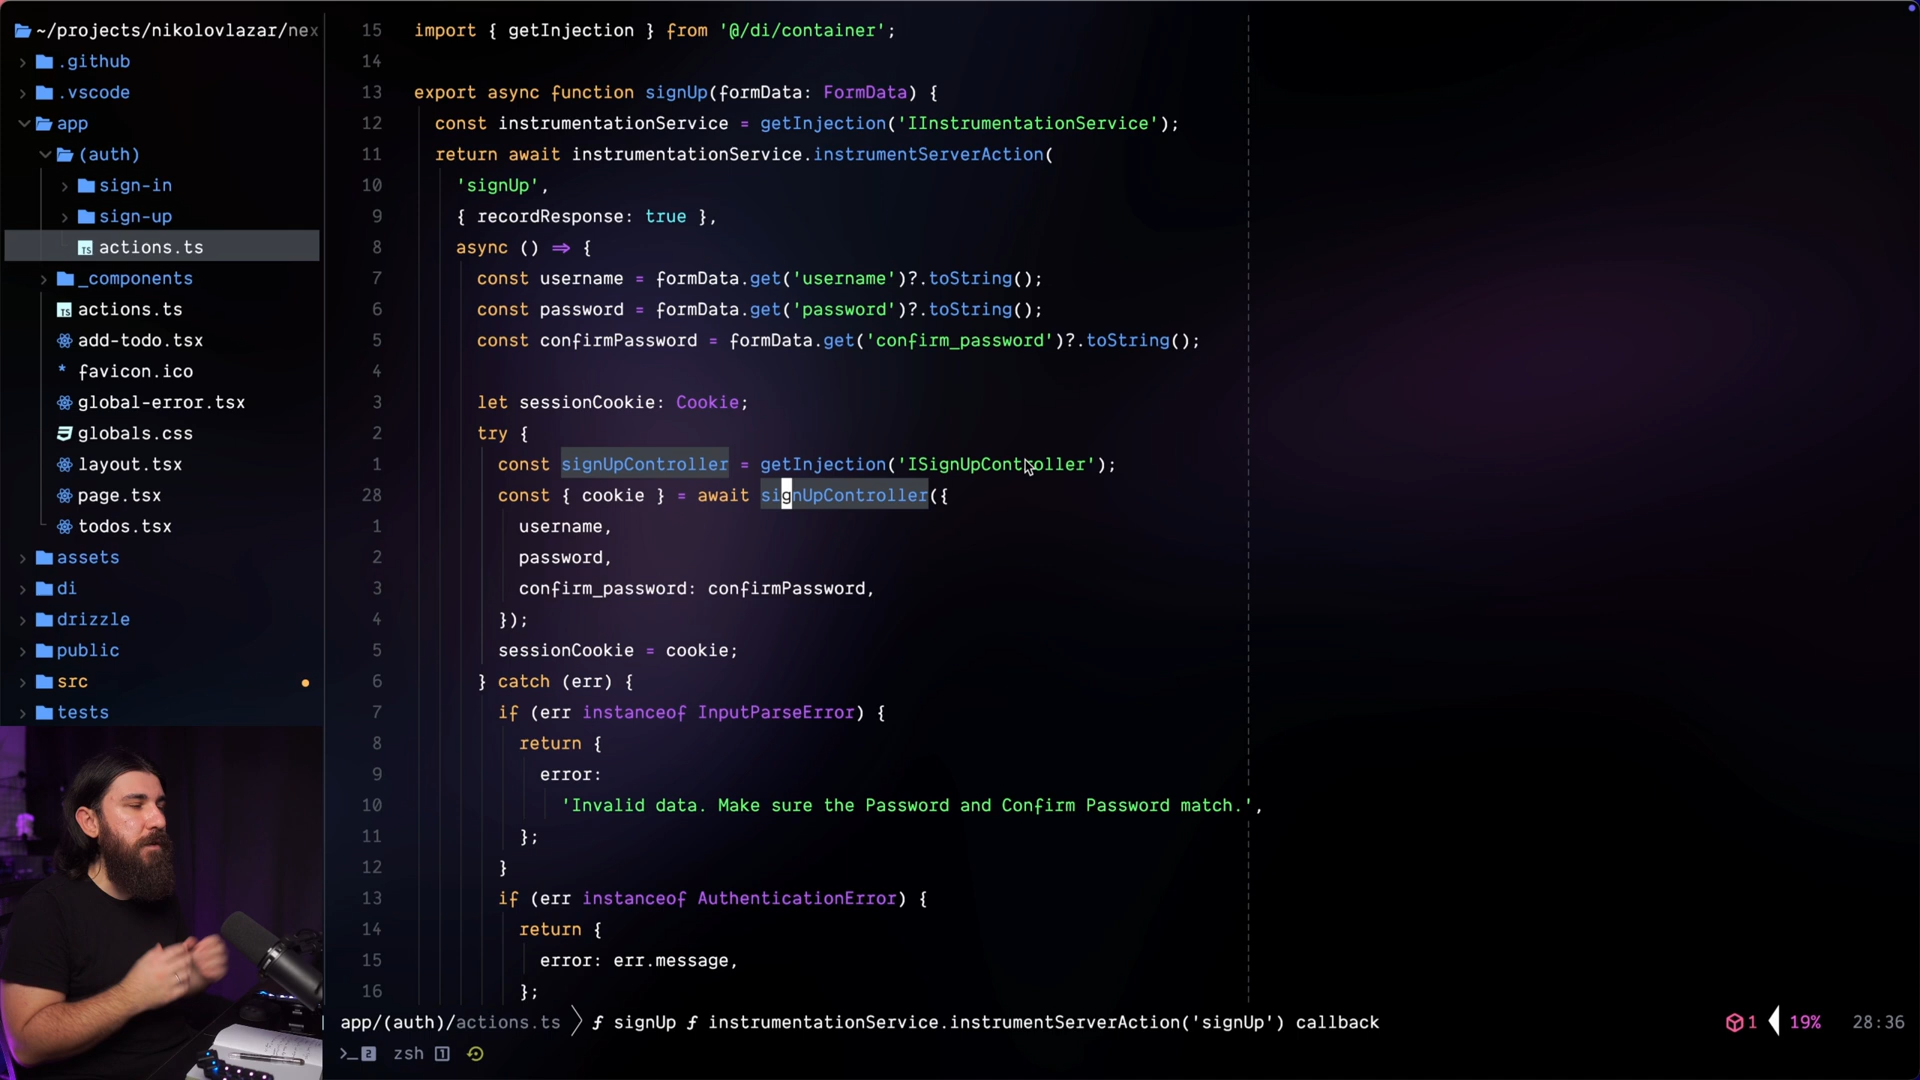 ~/projects/nikolovlazar/nex
.github
.vscode
app
(auth)
sign-in
sign-up
TS actions.ts
_components
TS actions.ts
add-todo.tsx
* favicon.ico
global-error.tsx
globals.css
layout.tsx
page.tsx
todos.tsx
assets
di
drizzle
public
src
tests
15 import { getInjection } from '@/di/container';
14
13 export async function signUp(formData: FormData) {
12 const instrumentationService = getInjection('IInstrumentationService');
11 return await instrumentationService.instrumentServerAction(
10 'signUp',
9 { recordResponse: true },
8 async () => {
7 const username = formData.get('username')?.toString();
6 const password = formData.get('password')?.toString();
5 const confirmPassword = formData.get('confirm_password')?.toString();
4
3 let sessionCookie: Cookie;
2 try {
1 const signUpController = getInjection('ISignUpController');
28 const { cookie } = await signUpController({
1 username,
2 password,
3 confirm_password: confirmPassword,
4 });
5 sessionCookie = cookie;
6 } catch (err) {
7 if (err instanceof InputParseError) {
8 return {
9 error:
10 'Invalid data. Make sure the Password and Confirm Password match.',
11 };
12 }
13 if (err instanceof AuthenticationError) {
14 return {
15 error: err.message,
16 };
app/(auth)/actions.ts > ƒ signUp ƒ instrumentationService.instrumentServerAction('signUp') callback
1 19% 28:36
>_ 2 zsh 1